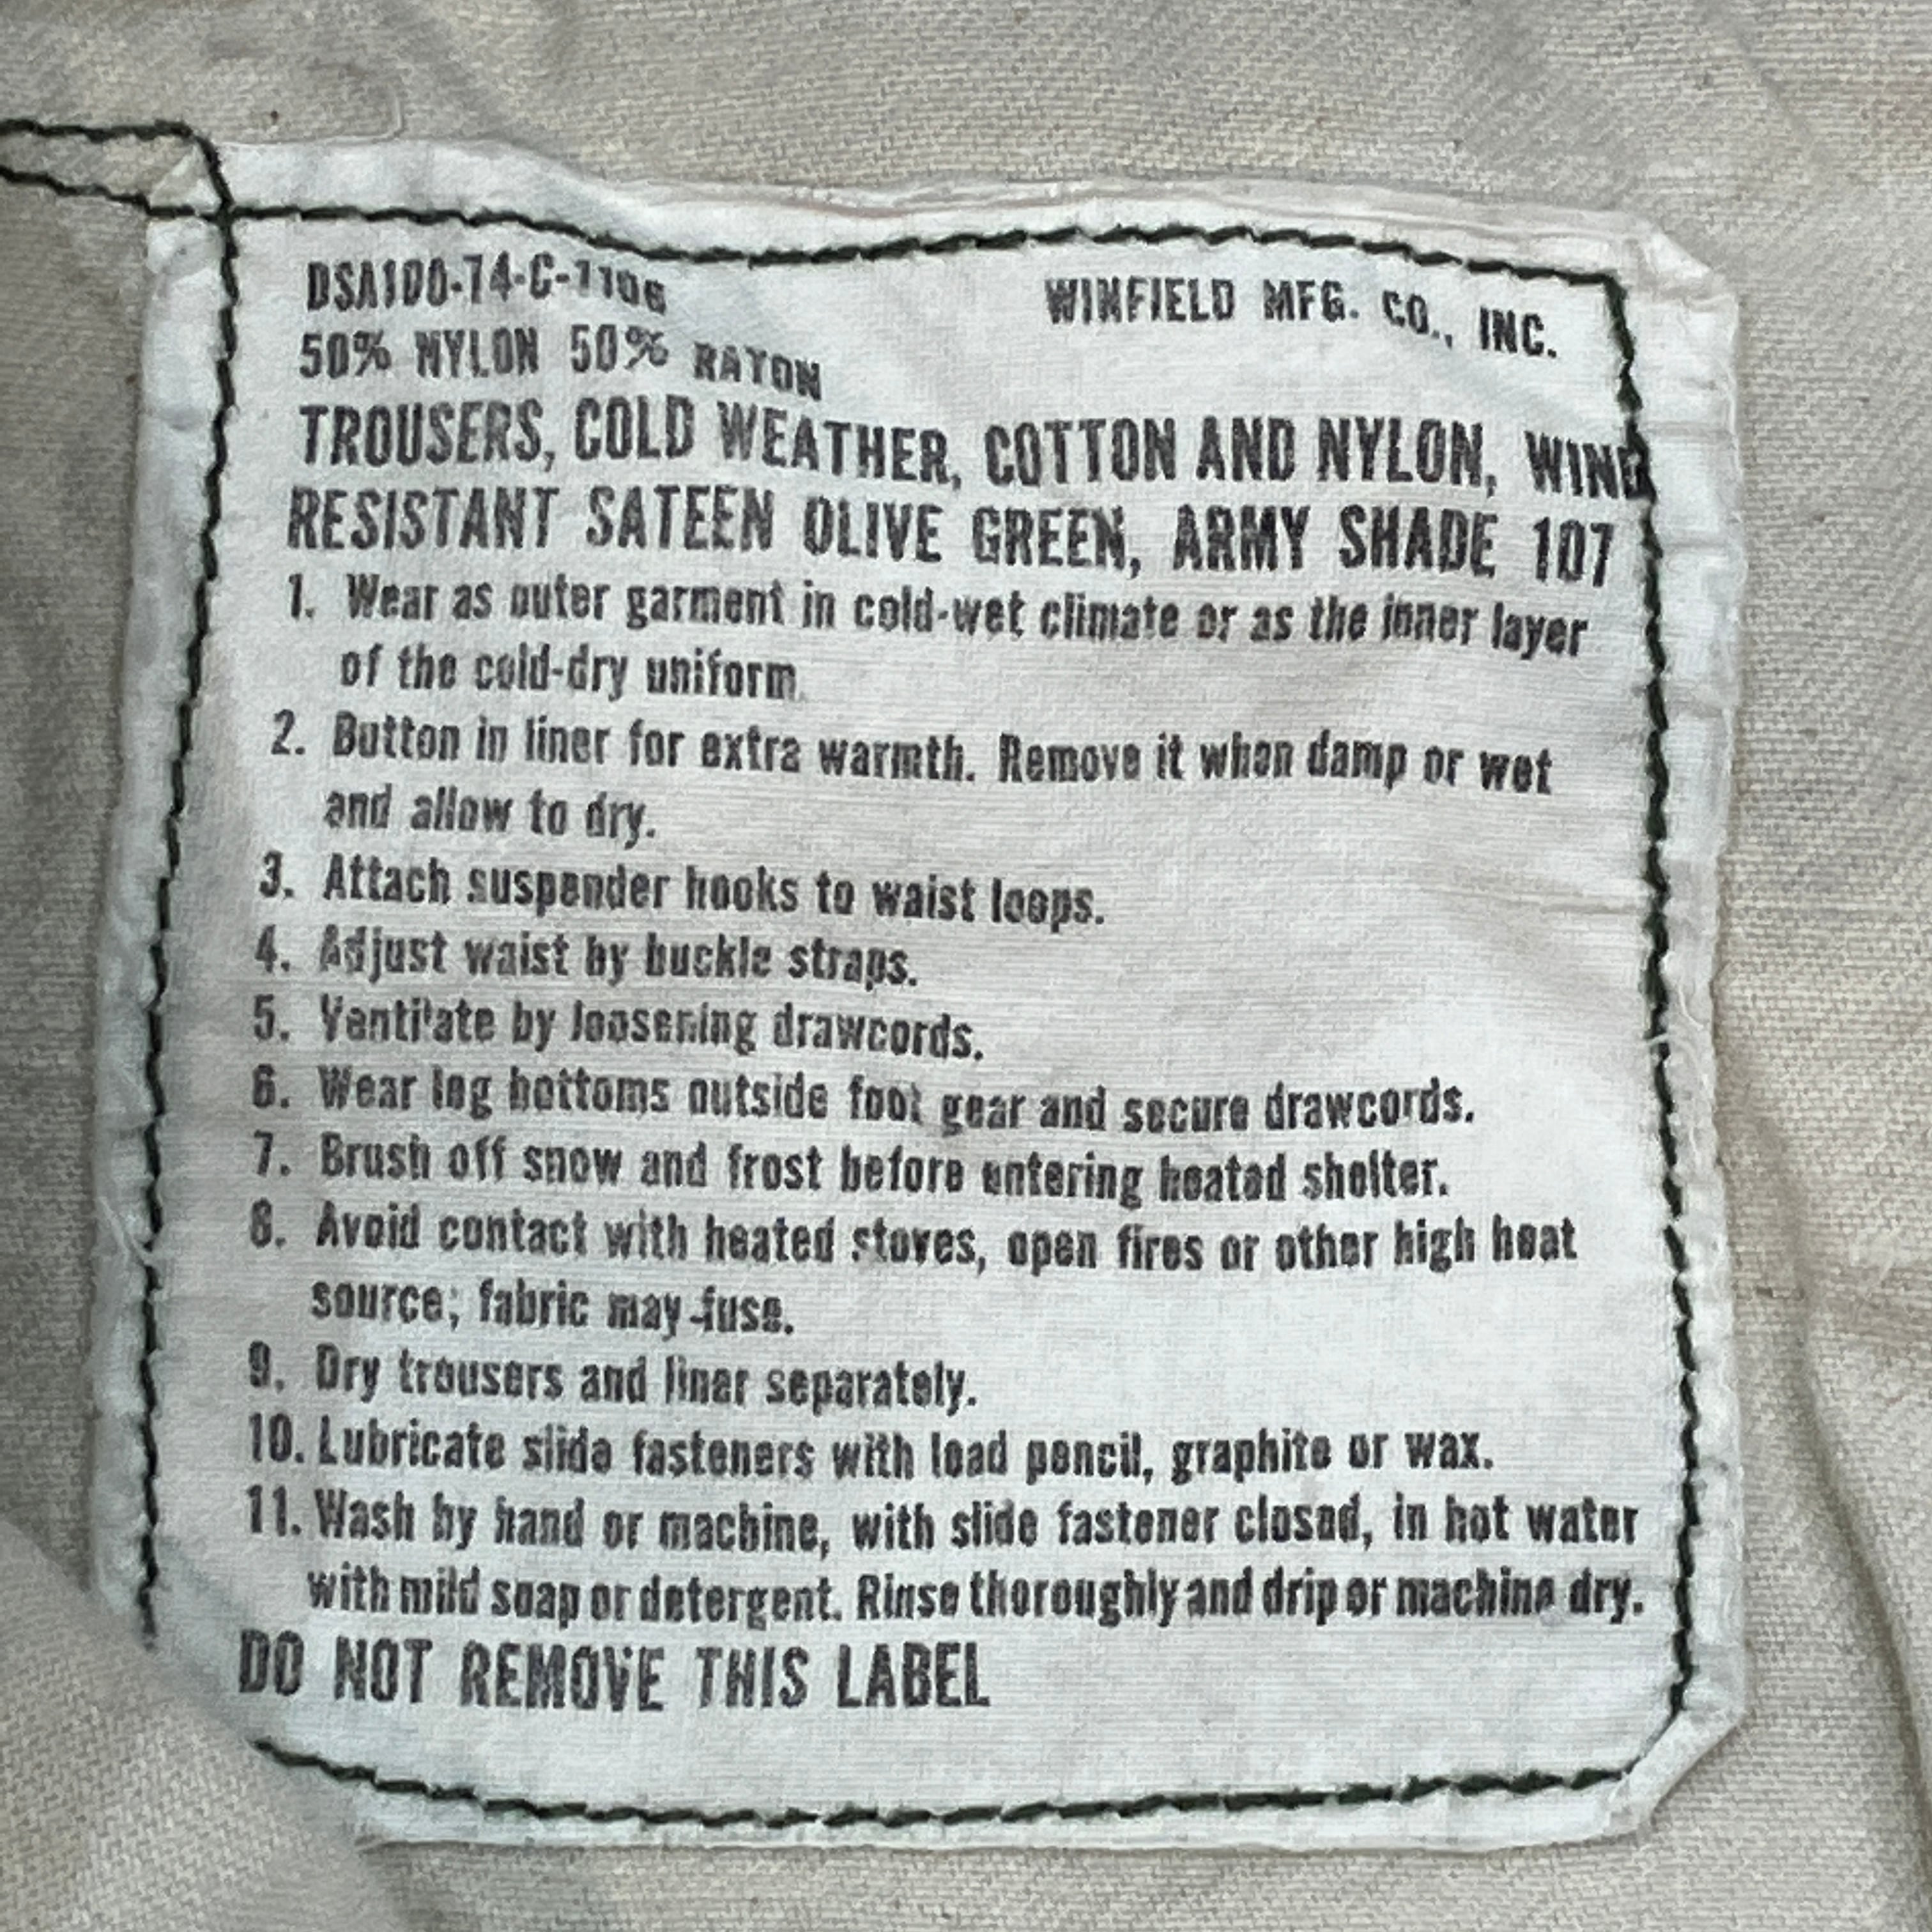 DSA100-74-C-1106
WINFIELD MFG. CO., INC.
50% NYLON 50% RAYON
TROUSERS, COLD WEATHER, COTTON AND NYLON, WIND
RESISTANT SATEEN OLIVE GREEN, ARMY SHADE 107
1. Wear as outer garment in cold-wet climate or as the inner layer
of the cold-dry uniform
2. Button in liner for extra warmth. Remove it when damp or wet
and allow to dry.
3. Attach suspender hooks to waist loops.
4. Adjust waist by buckle straps.
5. Ventilate by loosening drawcords.
6. Wear leg bottoms outside foot gear and secure drawcords.
7. Brush off snow and frost before entering heated shelter.
8. Avoid contact with heated stoves, open fires or other high heat
source; fabric may fuse.
9. Dry trousers and liner separately.
10. Lubricate slide fasteners with lead pencil, graphite or wax.
11. Wash by hand or machine, with slide fastener closed, in hot water
with mild soap or detergent. Rinse thoroughly and drip or machine dry.
DO NOT REMOVE THIS LABEL